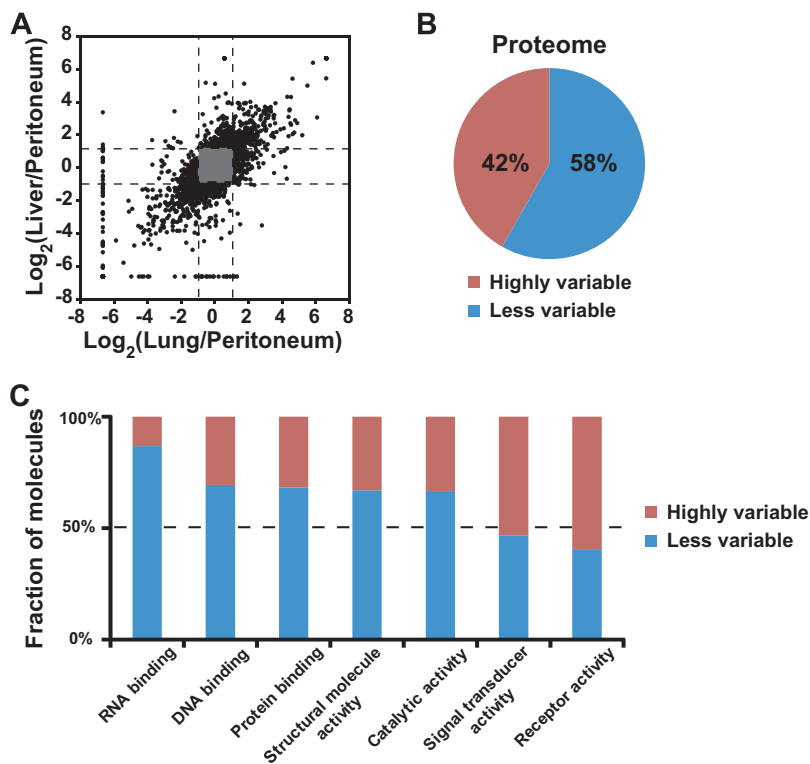 A
Log2(Liver/Peritoneum)
8
6
4
2
0
-2
-4
-6
-8
-8 -6 -4 -2 0 2 4 6 8
Log2(Lung/Peritoneum)
B
Proteome
42% 58%
Highly variable
Less variable
C
Fraction of molecules
100%
50%
0%
Highly variable
Less variable
RNA binding
DNA binding
Protein binding
Structural molecule
activity
Catalytic activity
Signal transducer
activity
Receptor activity